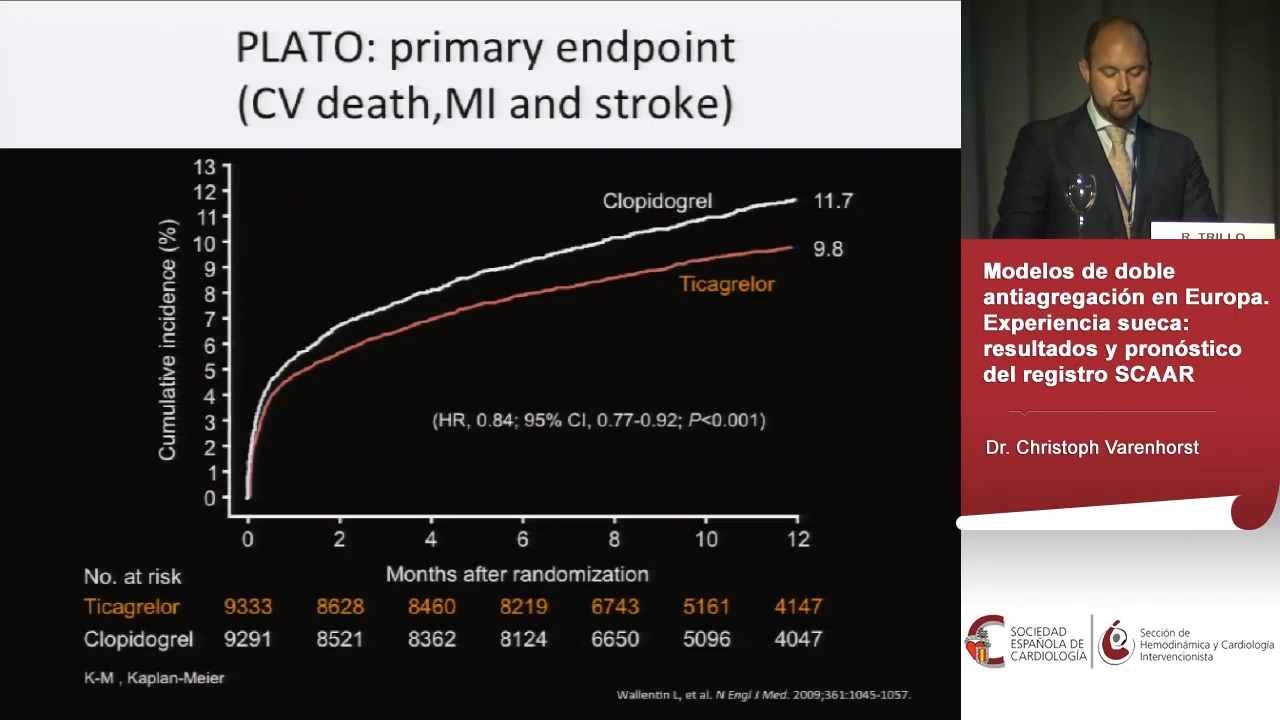 PLATO: primary endpoint
(CV death,MI and stroke)
13
12
11
10
9
8
7
6
5
4
3
2
1
0
Cumulative incidence (%)
Clopidogrel
11.7
9.8
Ticagrelor
(HR, 0.84; 95% CI, 0.77-0.92; P<0.001)
0 2 4 6 8 10 12
Months after randomization
No. at risk
Ticagrelor 9333 8628 8460 8219 6743 5161 4147
Clopidogrel 9291 8521 8362 8124 6650 5096 4047
K-M , Kaplan-Meier
Wallentin L, et al. N Engl J Med. 2009;361:1045-1057.
R. TRILLO
Modelos de doble
antiagregación en Europa.
Experiencia sueca:
resultados y pronóstico
del registro SCAAR
Dr. Christoph Varenhorst
SOCIEDAD
ESPAÑOLA DE
CARDIOLOGÍA
Sección de
Hemodinámica y Cardiología
Intervencionista